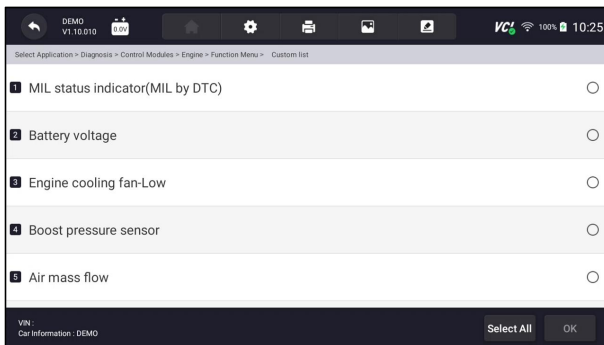 DEMO
V1.10.010
0.0V
VCI
100%
10:25
Select Application > Diagnosis > Control Modules > Engine > Function Menu > Custom list
1 MIL status indicator(MIL by DTC)
2 Battery voltage
3 Engine cooling fan-Low
4 Boost pressure sensor
5 Air mass flow
VIN :
Car Information : DEMO
Select All
OK